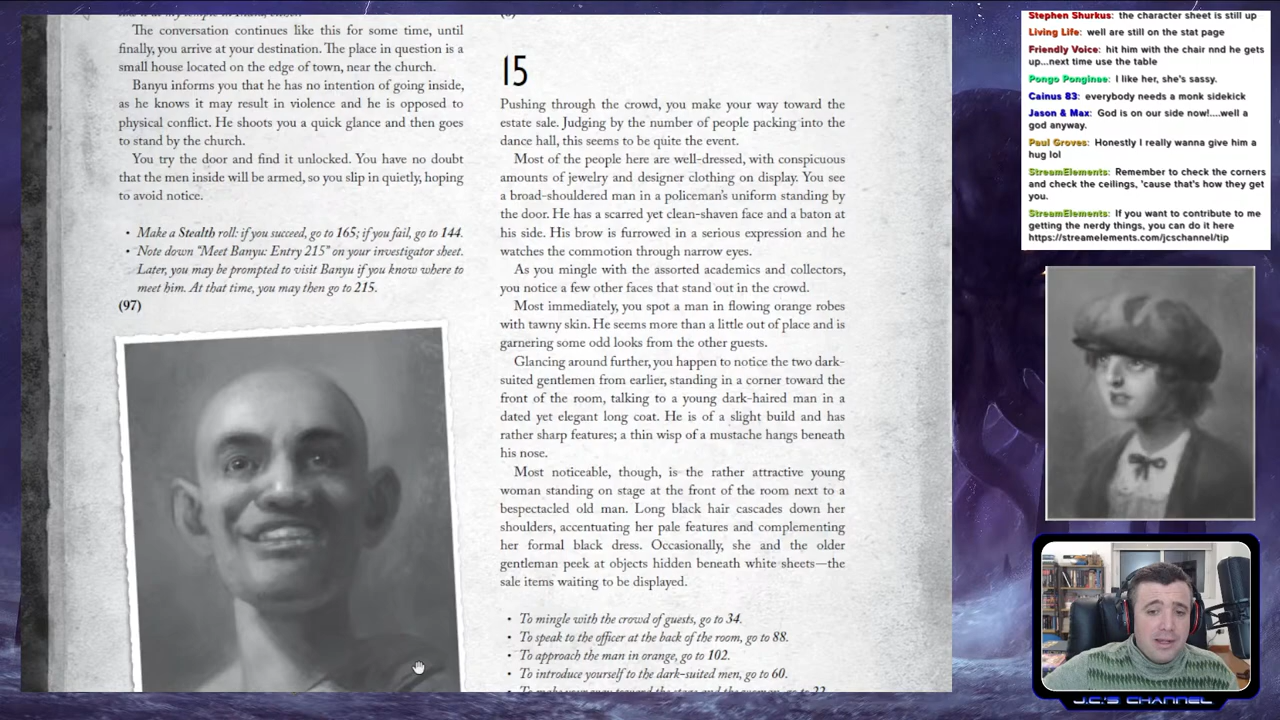 The conversation continues like this for some time, until
finally, you arrive at your destination. The place in question is a
small house located on the edge of town, near the church.
Banyu informs you that he has no intention of going inside,
as he knows it may result in violence and he is opposed to
physical conflict. He shoots you a quick smile and goes
to stand by the church.
You try the door and find it unlocked. You have no doubt
that the men inside will be armed, so you slip in quietly, hoping
to avoid notice.
• Make a Stealth roll: if you succeed, go to 165; if you fail, go to 144.
• Note down "Meet Banyu: Entry 215" on your investigator sheet.
Later, you may be prompted to visit Banyu if you know where to
meet him. At that time, you may then go to 215.
(97)
15
Pushing through the crowd, you make your way toward the
estate sale. Judging by the number of people packing into the
dance hall, this seems to be quite the event.
Most of the people here are well-dressed, with conspicuous
amounts of jewelry and designer clothing on display. You see
a broad-shouldered man in a policeman's uniform standing by
the door. He has a scarred yet clean-shaven face and a baton at
his side. His brow is furrowed in a serious expression and he
watches the commotion through narrow eyes.
As you mingle with the assorted academics and collectors,
you notice a few other faces that stand out in the crowd.
Most immediately, you spot a man in flowing orange robes
with tawny skin. He seems more than a little out of place and is
garnering some odd looks from the other guests.
Glancing around further, you happen to notice the two dark-
suited gentlemen from earlier, standing in a corner toward the
front of the room, talking to a young dark-haired man in a
dated yet elegant long coat. He is of a slight build and has
rather sharp features; a thin wisp of a mustache hangs beneath
his nose.
Most noticeable, though, is the rather attractive young
woman standing on stage at the front of the room next to a
bespectacled old man. Long black hair cascades down her
shoulders, accentuating her pale features and complementing
her formal black dress. Occasionally, she and the older
gentleman peek at objects hidden beneath white sheets—the
sale items waiting to be displayed.
• To mingle with the crowd of guests, go to 34.
• To speak to the officer at the back of the room, go to 88.
• To approach the man in orange, go to 102.
• To introduce yourself to the dark-suited men, go to 60.
Stephen Shurkus: the character sheet is still up
Living Life: well are still on the stat page
Friendly Voice: hit him with the chair nnd he gets
up...next time use the table
Pongo Ponginae: I like her, she's sassy.
Cainus 83: everybody needs a monk sidekick
Jason & Max: God is on our side now!....well a
god anyway.
Paul Groves: Honestly I really wanna give him a
hug lol
StreamElements: Remember to check the corners
and check the ceilings, 'cause that's how they get
you.
StreamElements: If you want to contribute to me
getting the nerdy things, you can do it here
https://streamelements.com/jcschannel/tip
J.C.'S CHANNEL